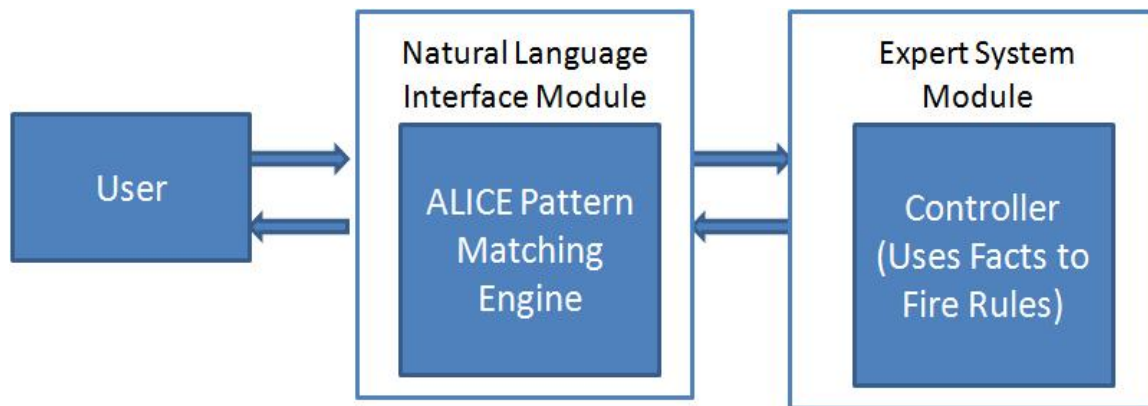 User
Natural Language
Interface Module
ALICE Pattern
Matching
Engine
Expert System
Module
Controller
(Uses Facts to
Fire Rules)